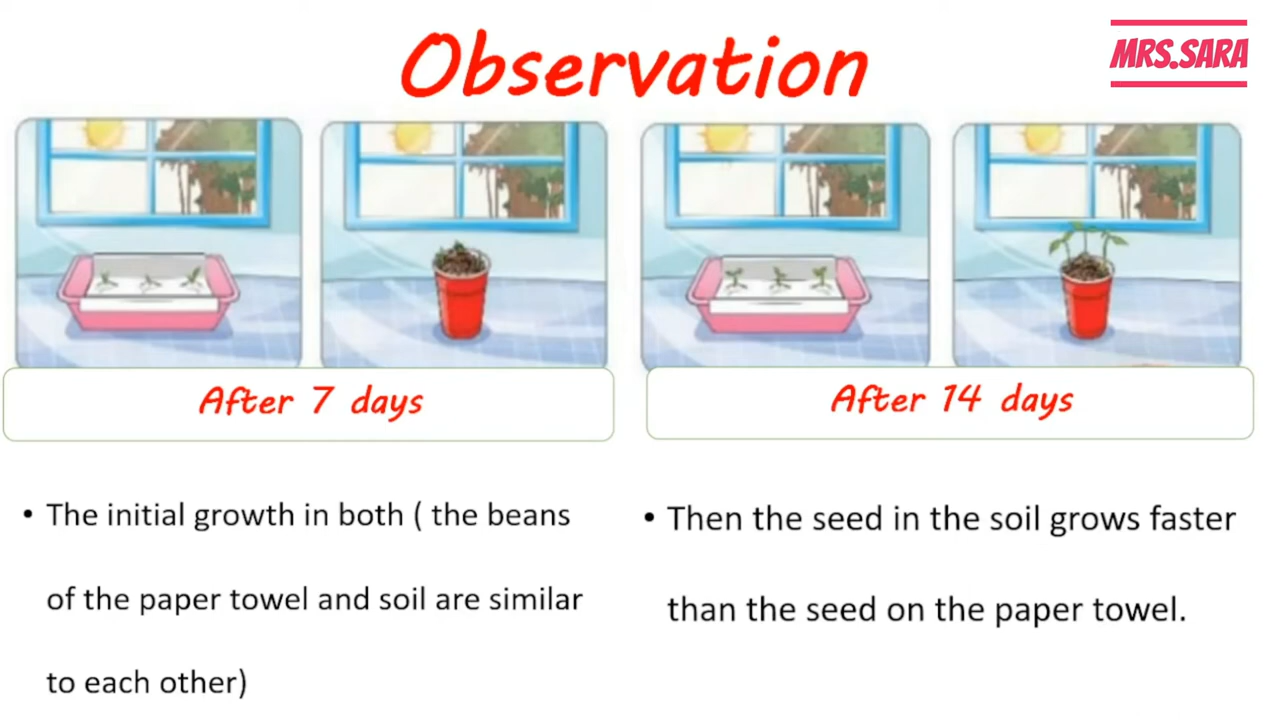 Observation
MRS.SARA
After 7 days
After 14 days
• The initial growth in both ( the beans
of the paper towel and soil are similar
to each other)
• Then the seed in the soil grows faster
than the seed on the paper towel.